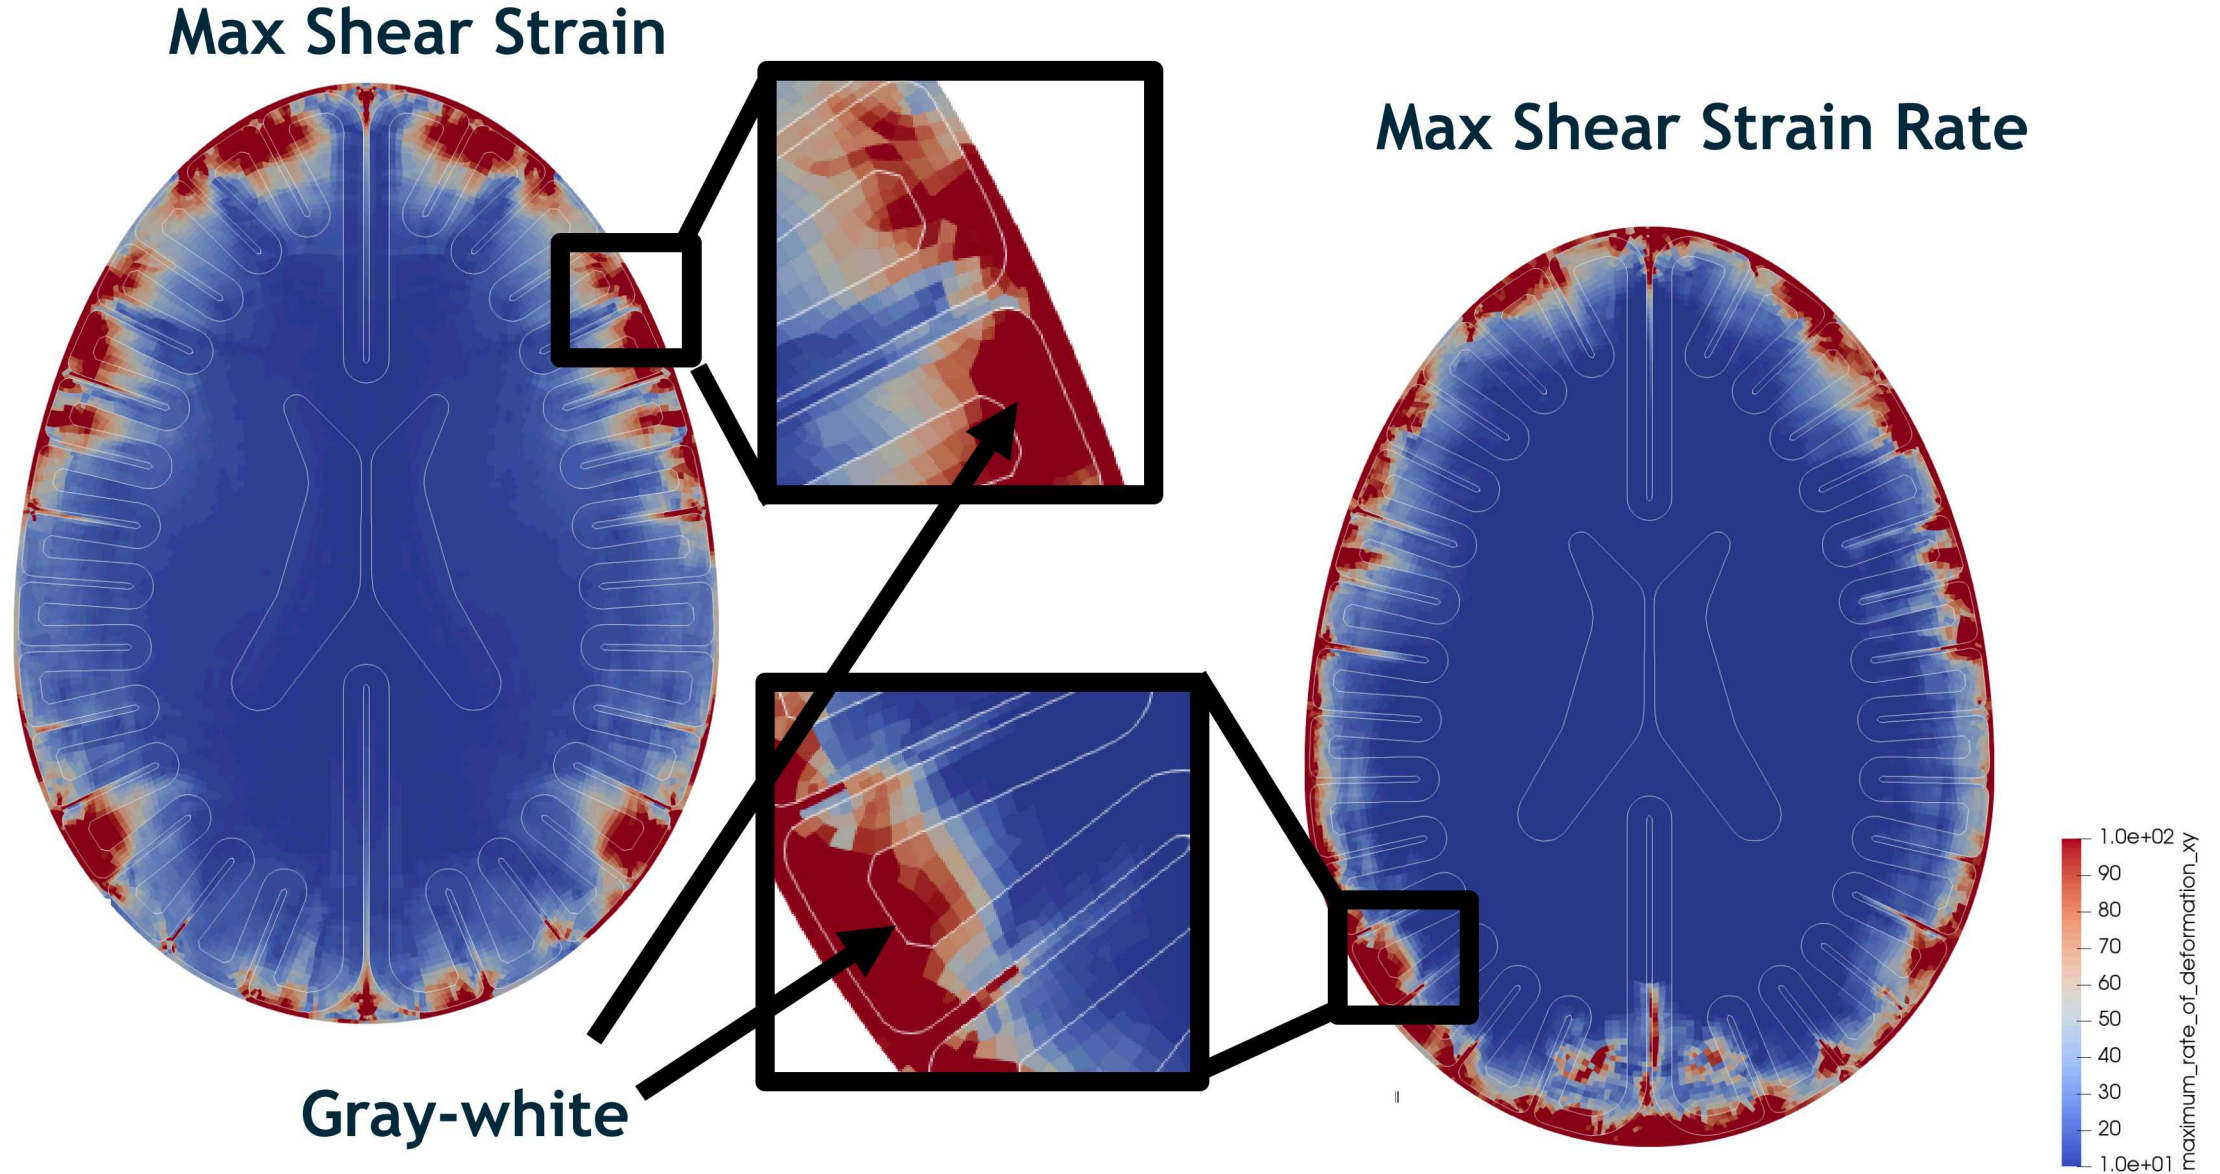 Max Shear Strain
Max Shear Strain Rate
Gray-white
1.0e+02
90
80
70
60
50
40
30
20
1.0e+01
maximum_rate_of_deformation_xy